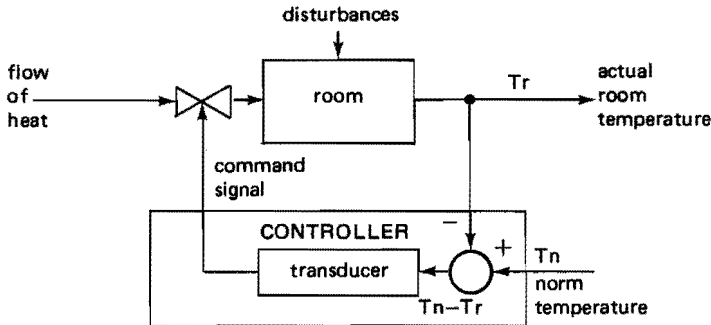 disturbances
flow
of
heat
room
Tr
actual
room
temperature
command
signal
CONTROLLER
−
+
transducer
Tn
Tn−Tr
norm
temperature